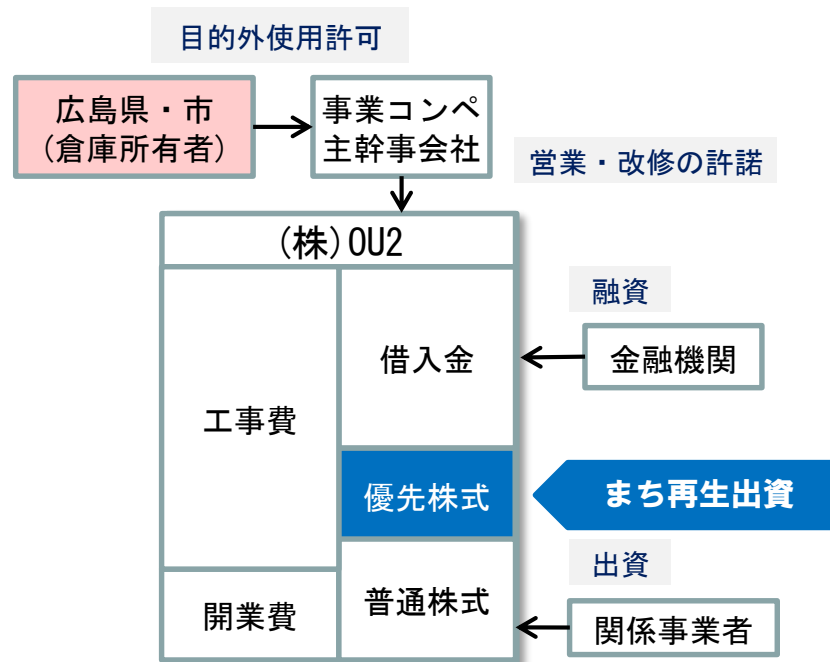 目的外使用許可
広島県・市
(倉庫所有者)
事業コンペ
主幹事会社
営業・改修の許諾
(株)OU2
融資
借入金
金融機関
工事費
優先株式
まち再生出資
出資
普通株式
開業費
関係事業者